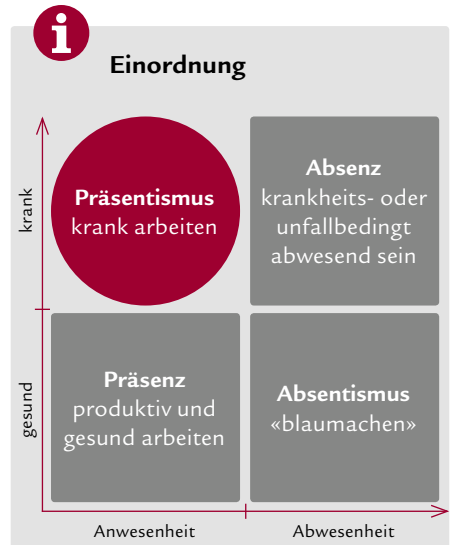 i
Einordnung
krank
Präsentismus
krank arbeiten
Absenz
krankheits- oder
unfallbedingt
abwesend sein
gesund
Präsenz
produktiv und
gesund arbeiten
Absentismus
«blaumachen»
Anwesenheit
Abwesenheit